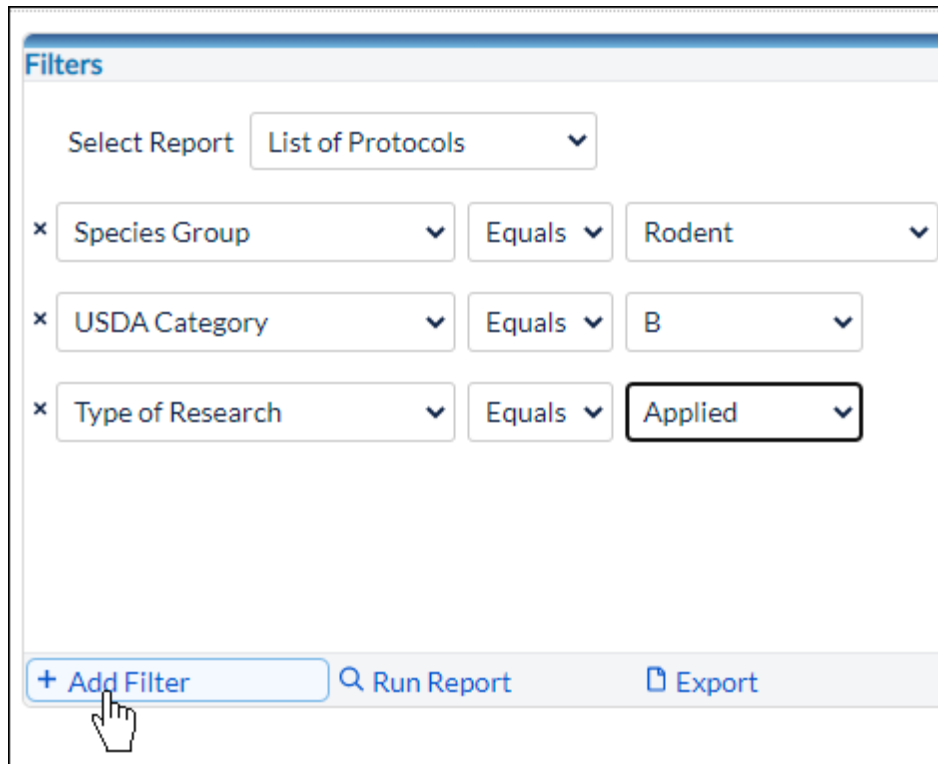 Filters
Select Report List of Protocols
× Species Group Equals Rodent
× USDA Category Equals B
× Type of Research Equals Applied
+ Add Filter Run Report Export